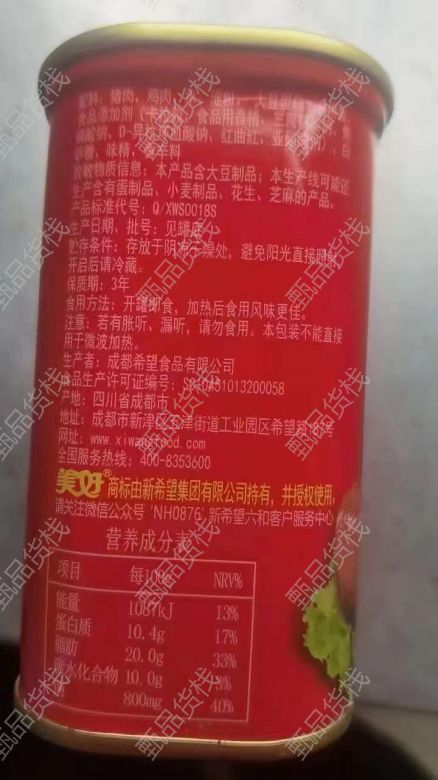 配料：猪肉、鸡肉、
食品添加剂
D-异抗坏血酸钠、红曲红、
味精、香辛料
致敏物质信息：本产品含大豆制品；本生产线可能还
生产含有蛋制品、小麦制品、花生、芝麻的产品。
产品标准代号：Q/XWS0018S
生产日期、批号：见罐底
贮存条件：存放于阴凉干燥处，避免阳光直接照射
开启后请冷藏。
保质期：3年
食用方法：开罐即食，加热后食用风味更佳。
注意：若有胀听、漏听，请勿食用。本包装不能直接
用于微波加热。
生产者：成都希望食品有限公司
食品生产许可证编号：
产地：四川省成都市
地址：成都市新津区五津街道工业园区希望路
网址：www.xiwangfood.com
全国服务热线：400-8353600
美好® 商标由新希望集团有限公司持有，并授权使用。
请关注微信公众号‘NH0876’新希望六和客户服务中心
营养成分表
项目 每100g NRV%
能量 1087kJ 13%
蛋白质 10.4g 17%
脂肪 20.0g 33%
碳水化合物 10.0g 3%
钠 800mg 40%
甄品货栈